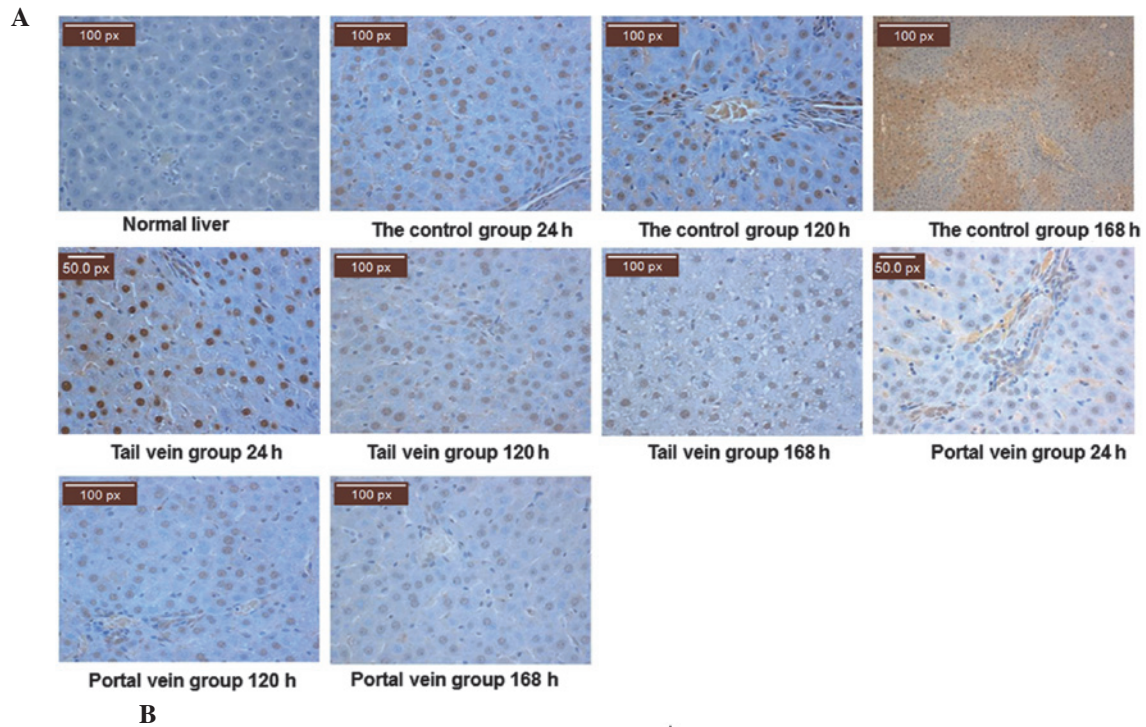 A
100 px
100 px
100 px
100 px
Normal liver
The control group 24 h
The control group 120 h
The control group 168 h
50.0 px
100 px
100 px
50.0 px
Tail vein group 24 h
Tail vein group 120 h
Tail vein group 168 h
Portal vein group 24 h
100 px
100 px
Portal vein group 120 h
Portal vein group 168 h
B